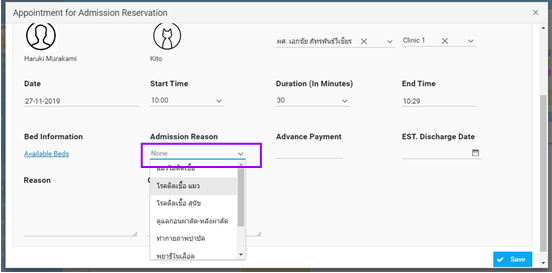 Appointment for Admission Reservation
Haruki Murakami
Kito
ผศ. เอกชัย ภัทรพันธ์วีเชียร
Clinic 1
Date
Start Time
Duration (In Minutes)
End Time
27-11-2019
10:00
30
10:29
Bed Information
Admission Reason
Advance Payment
EST. Discharge Date
Available Beds
None
Reason
โรคติดเชื้อ แมว
โรคติดเชื้อ สุนัข
ดูแลก่อนผ่าตัด-หลังผ่าตัด
ทำกายภาพบำบัด
พยาธิในเลือด
Save